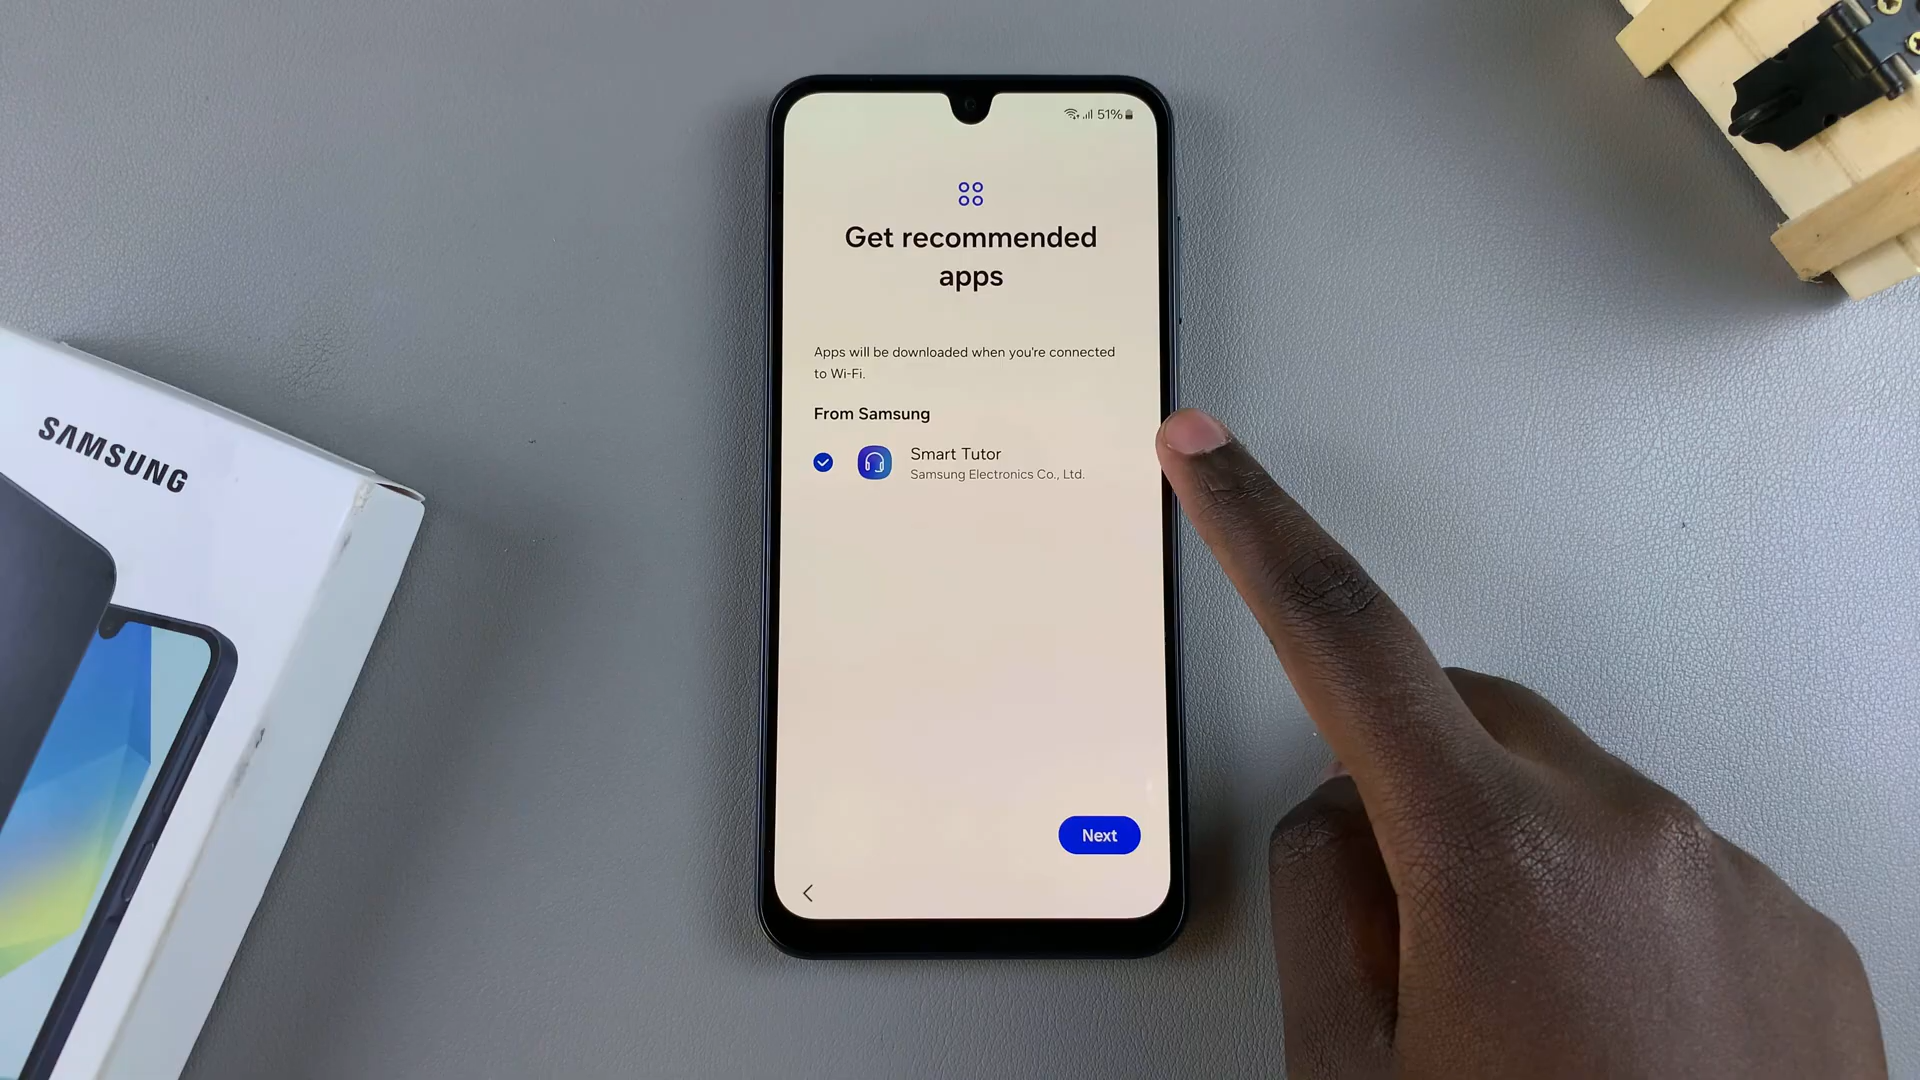 SAMSUNG
51%
Get recommended
apps
Apps will be downloaded when you're connected
to Wi-Fi.
From Samsung
Smart Tutor
Samsung Electronics Co., Ltd.
Next